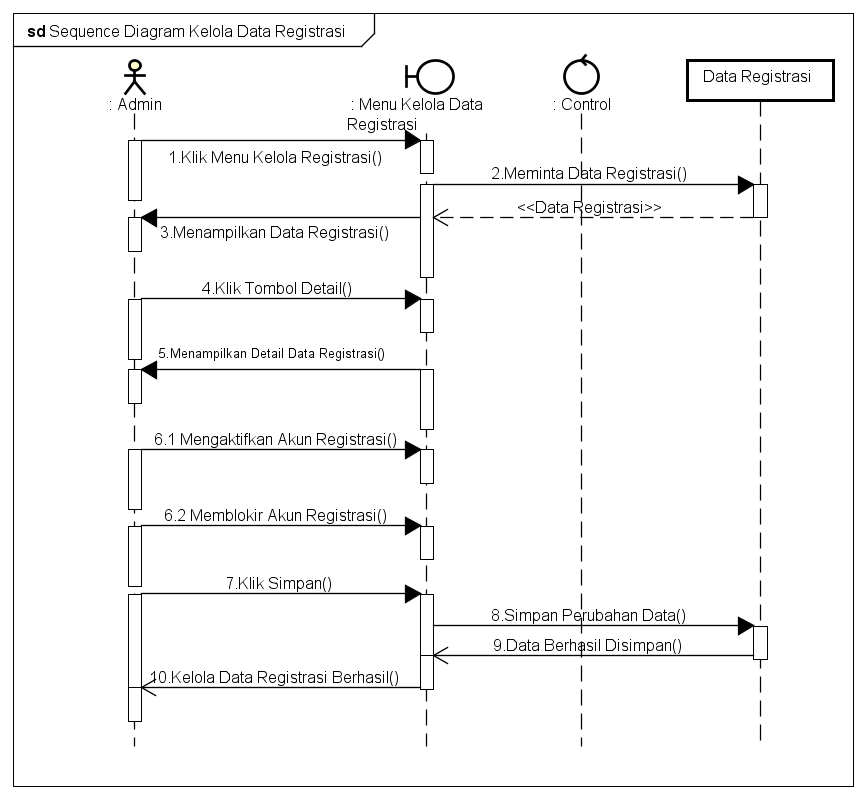 sd Sequence Diagram Kelola Data Registrasi
: Admin
: Menu Kelola Data
Registrasi
: Control
Data Registrasi
1.Klik Menu Kelola Registrasi()
2.Meminta Data Registrasi()
<<Data Registrasi>>
3.Menampilkan Data Registrasi()
4.Klik Tombol Detail()
5.Menampilkan Detail Data Registrasi()
6.1 Mengaktifkan Akun Registrasi()
6.2 Memblokir Akun Registrasi()
7.Klik Simpan()
8.Simpan Perubahan Data()
9.Data Berhasil Disimpan()
10.Kelola Data Registrasi Berhasil()